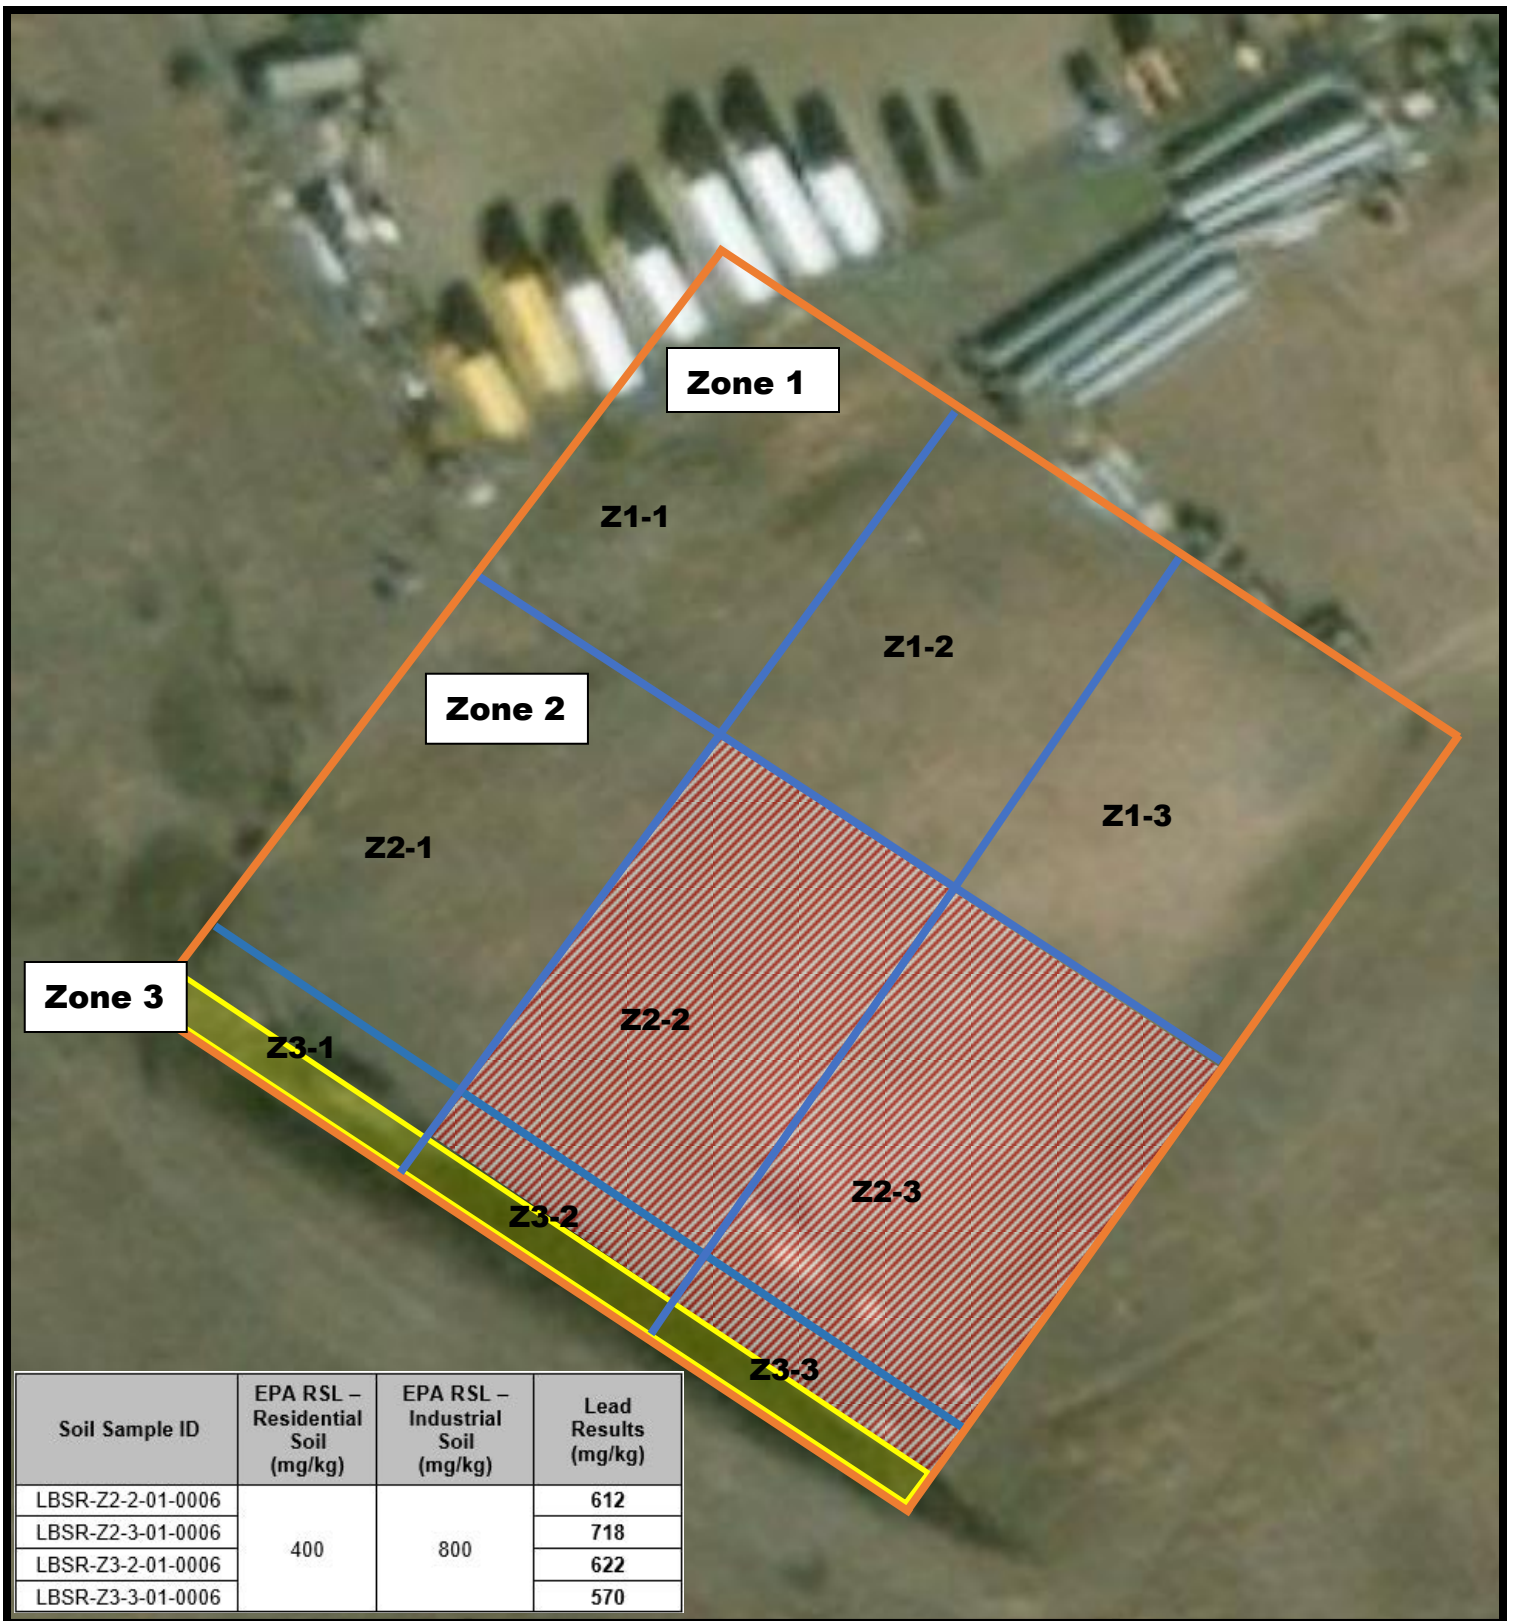 Zone 1
Z1-1
Z1-2
Zone 2
Z1-3
Z2-1
Zone 3
Z2-2
Z3-1
Z2-3
Z3-2
Z3-3
Soil Sample ID
EPA RSL –
Residential
Soil
(mg/kg)
EPA RSL –
Industrial
Soil
(mg/kg)
Lead
Results
(mg/kg)
LBSR-Z2-2-01-0006
612
LBSR-Z2-3-01-0006
718
400
800
LBSR-Z3-2-01-0006
622
LBSR-Z3-3-01-0006
570